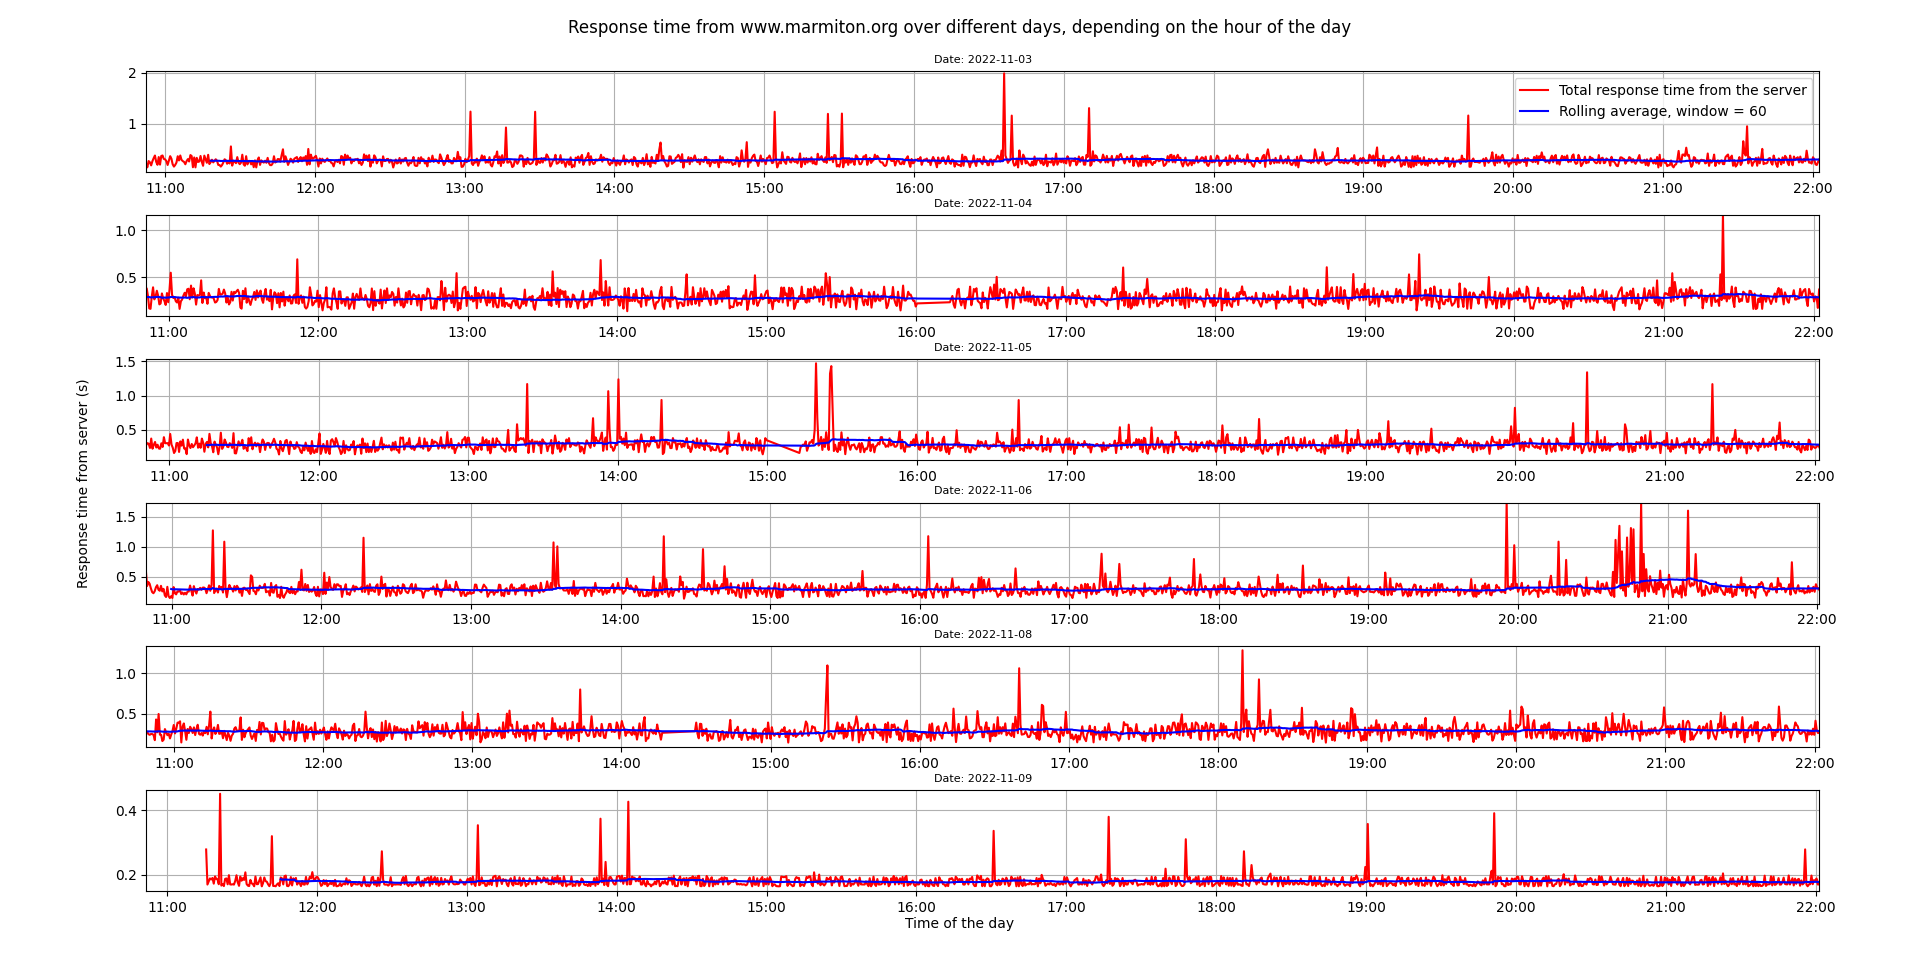 Response time from www.marmiton.org over different days, depending on the hour of the day
Date: 2022-11-03
2
1
Total response time from the server
Rolling average, window = 60
11:00 12:00 13:00 14:00 15:00 16:00 17:00 18:00 19:00 20:00 21:00 22:00
Date: 2022-11-04
1.0
0.5
11:00 12:00 13:00 14:00 15:00 16:00 17:00 18:00 19:00 20:00 21:00 22:00
Date: 2022-11-05
1.5
1.0
0.5
11:00 12:00 13:00 14:00 15:00 16:00 17:00 18:00 19:00 20:00 21:00 22:00
Response time from server (s)
Date: 2022-11-06
1.5
1.0
0.5
11:00 12:00 13:00 14:00 15:00 16:00 17:00 18:00 19:00 20:00 21:00 22:00
Date: 2022-11-08
1.0
0.5
11:00 12:00 13:00 14:00 15:00 16:00 17:00 18:00 19:00 20:00 21:00 22:00
Date: 2022-11-09
0.4
0.2
11:00 12:00 13:00 14:00 15:00 16:00 17:00 18:00 19:00 20:00 21:00 22:00
Time of the day